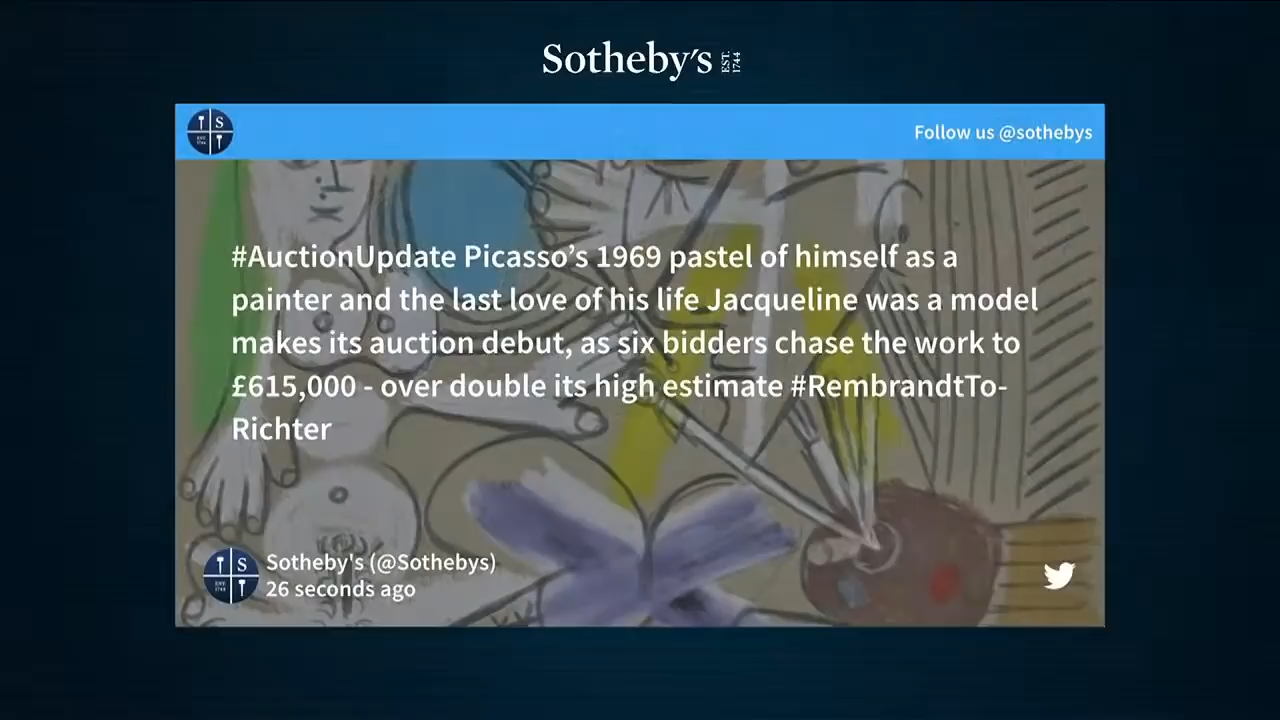 Sotheby's EST. 1744
Follow us @sothebys
#AuctionUpdate Picasso’s 1969 pastel of himself as a
painter and the last love of his life Jacqueline was a model
makes its auction debut, as six bidders chase the work to
£615,000 - over double its high estimate #RembrandtTo-
Richter
S
Sotheby's (@Sothebys)
26 seconds ago